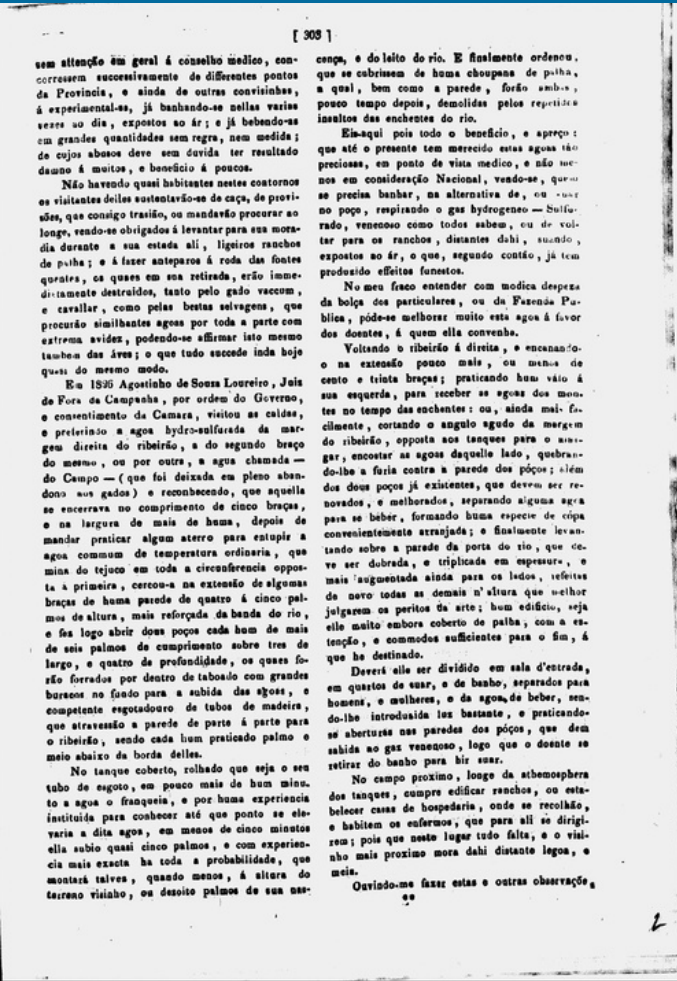 [ 303 ]
sem attenção em geral á conselho medico, con-
corressem successivamente de differentes pontos
da Provincia, e ainda de outras convisinhas,
á experimental-as, já banhando-se nellas varias
vezes ao dia, expostos ao ár; e já bebendo-as
em grandes quantidades sem regra, nem medida;
de cujos abusos deve sem duvida ter resultado
damno á muitos, e beneficio á poucos.
Não havendo quasi habitantes nestes contornos
os visitantes delles sustentavão-se de caça, de provi-
sões, que consigo trasião, ou mandavão procurar ao
longe, vendo-se obrigados á levantar para sua mora-
dia durante a sua estada alí, ligeiros ranchos
de palha; e á fazer anteparos á roda das fontes
quentes, os quaes em sua retirada, erão imme-
diatamente destruidos, tanto pelo gado vaccum,
e cavallar, como pelas bestas selvagens, que
procurão similhantes agoas por toda a parte com
extrema avidez, podendo-se affirmar isto mesmo
tambem das áves; o que tudo succede inda hoje
quasi do mesmo modo.
Em 1826 Agostinho de Sousa Loureiro, Juis
de Fora da Campanha, por ordem do Governo,
e consentimento da Camara, visitou as caldas,
e preferindo a agoa hydro-sulfurada da mar-
gem direita do ribeirão, a do segundo braço
do mesmo, ou por outra, a agua chamada —
do Campo — (que foi deixada em pleno aban-
dono aos gados) e reconhecendo, que aquella
se encerrava no comprimento de cinco braças,
e na largura de mais de huma, depois de
mandar praticar algum aterro para entupir a
agoa commum de temperatura ordinaria, que
mina do tejuco em toda a circonferencia oppos-
ta á primeira, cercou-a na extensão de algumas
braças de huma parede de quatro á cinco pal-
mos de altura, mais reforçada da banda do rio,
e fes logo abrir dous poços cada hum de mais
de seis palmos de cumprimento sobre tres de
largo, e quatro de profundidade, os quaes fo-
rão forrados por dentro de taboado com grandes
buracos no fundo para a subida das agoas, e
competente esgotadouro de tubos de madeira,
que atravessão a parede de parte á parte para
o ribeirão, sendo cada hum praticado palmo e
meio abaixo da borda delles.
No tanque coberto, rolhado que seja o seu
tubo de esgoto, em pouco mais de hum minu-
to a agoa o franqueia, e por huma experiencia
instituida para conhecer até que ponto se ele-
varia a dita agoa, em menos de cinco minutos
ella subio quasi cinco palmos, e com experien-
cia mais exacta ha toda a probabilidade, que
montará talves, quando menos, á altura do
terreno visinho, ou dezoito palmos de sua nas-
cença, e do leito do rio. E finalmente ordenou,
que se cubrissem de huma choupana de palha,
a qual, bem como a parede, forão ambas,
pouco tempo depois, demolidas pelos repetidos
insultos das enchentes do rio.
Eis-aqui pois todo o beneficio, e apreço:
que até o presente tem merecido estas agoas tão
preciosas, em ponto de vista medico, e não me-
nos em consideração Nacional, vendo-se, quem
se precisa banhar, na alternativa de, ou suar
no poço, respirando o gas hydrogeneo — Sulfu-
rado, venenoso como todos sabem, ou de vol-
tar para os ranchos, distantes dahi, suando,
expostos ao ár, o que, segundo contão, já tem
produzido effeitos funestos.
No meu fraco entender com modica despeza
da bolça dos particulares, ou da Fazenda Pu-
blica, póde-se melhorar muito esta agoa á favor
dos doentes, á quem ella convenha.
Voltando o ribeirão á direita, e encanando-
o na extensão pouco mais, ou menos de
cento e trinta braças; praticando hum válo á
sua esquerda, para receber as agoas dos mon-
tes no tempo das enchentes: ou, ainda mais fa-
cilmente, cortando o angulo agudo da margem
do ribeirão, opposta aos tanques para o
gar, encostar as agoas daquelle lado, quebran-
do-lhe a furia contra a parede dos póços; além
dos dous poços já existentes, que devem ser re-
novados, e melhorados, separando alguma agoa
para se beber, formando huma especie de cópa
convenientemente arranjada; e finalmente levan-
tando sobre a parede da porta do rio, que de-
ve ser dobrada, e triplicada em espessura, e
mais augmentada ainda para os lados, refeitas
de novo todas as demais n'altura que melhor
julgarem os peritos da arte; hum edificio, seja
elle muito embora coberto de palha, com a es-
tenção, e commodos sufficientes para o fim, á
que he destinado.
Deverá elle ser dividido em sala d'entrada,
em quartos de suar, e de banho, separados para
homens, e mulheres, e da agoa de beber, sen-
do-lhe introdusida luz bastante, e praticando-
se aberturas nas paredes dos póços, que dem
sahida ao gaz venenoso, logo que o doente se
retirar do banho para hir suar.
No campo proximo, longe da athemosphera
dos tanques, cumpre edificar ranchos, ou esta-
belecer casas de hospedaria, onde se recolhão,
e habitem os enfermos, que para alí se dirigi-
rem; pois que neste lugar tudo falta, e o visi-
nho mais proximo mora dahi distante legoa, e
meia.
Ouvindo-me fazer estas e outras observaçõe,
**
2